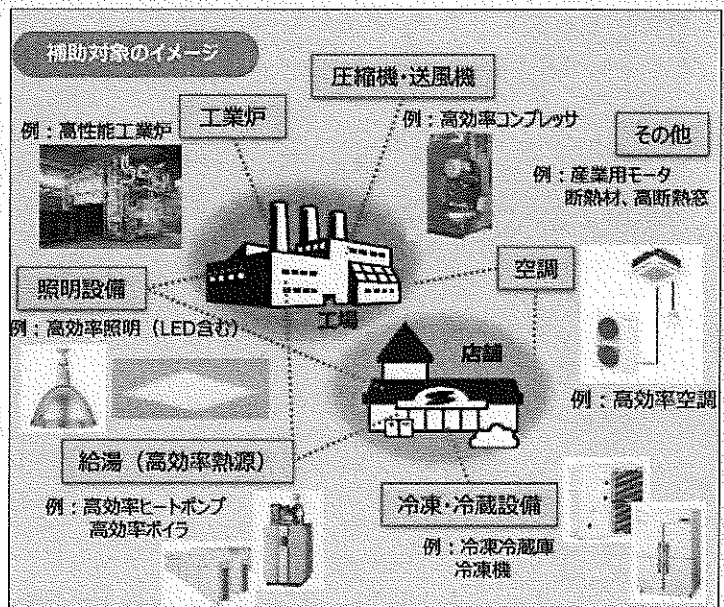 補助対象のイメージ
圧縮機・送風機
例：高効率コンプレッサ
工業炉
例：高性能工業炉
その他
例：産業用モータ
断熱材、高断熱窓
照明設備
例：高効率照明（LED含む）
工場
空調
例：高効率空調
店舗
給湯（高効率熱源）
例：高効率ヒートポンプ
高効率ボイラ
冷凍・冷蔵設備
例：冷凍冷蔵庫
冷凍機